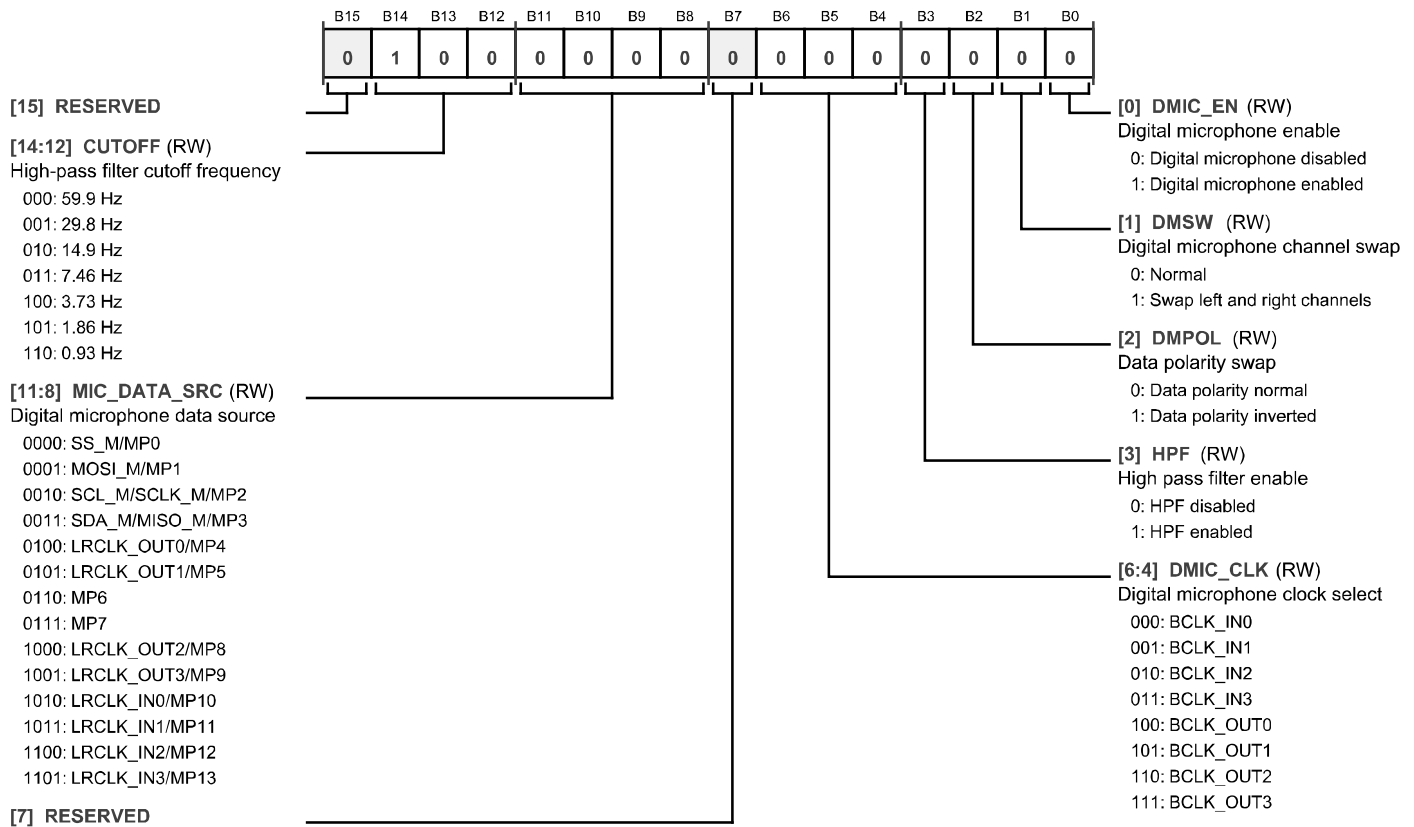 B15 B14 B13 B12 B11 B10 B9 B8 B7 B6 B5 B4 B3 B2 B1 B0
0 1 0 0 0 0 0 0 0 0 0 0 0 0 0 0
[15] RESERVED
[14:12] CUTOFF (RW)
High-pass filter cutoff frequency
000: 59.9 Hz
001: 29.8 Hz
010: 14.9 Hz
011: 7.46 Hz
100: 3.73 Hz
101: 1.86 Hz
110: 0.93 Hz
[11:8] MIC_DATA_SRC (RW)
Digital microphone data source
0000: SS_M/MP0
0001: MOSI_M/MP1
0010: SCL_M/SCLK_M/MP2
0011: SDA_M/MISO_M/MP3
0100: LRCLK_OUT0/MP4
0101: LRCLK_OUT1/MP5
0110: MP6
0111: MP7
1000: LRCLK_OUT2/MP8
1001: LRCLK_OUT3/MP9
1010: LRCLK_IN0/MP10
1011: LRCLK_IN1/MP11
1100: LRCLK_IN2/MP12
1101: LRCLK_IN3/MP13
[7] RESERVED
[0] DMIC_EN (RW)
Digital microphone enable
0: Digital microphone disabled
1: Digital microphone enabled
[1] DMSW (RW)
Digital microphone channel swap
0: Normal
1: Swap left and right channels
[2] DMPOL (RW)
Data polarity swap
0: Data polarity normal
1: Data polarity inverted
[3] HPF (RW)
High pass filter enable
0: HPF disabled
1: HPF enabled
[6:4] DMIC_CLK (RW)
Digital microphone clock select
000: BCLK_IN0
001: BCLK_IN1
010: BCLK_IN2
011: BCLK_IN3
100: BCLK_OUT0
101: BCLK_OUT1
110: BCLK_OUT2
111: BCLK_OUT3